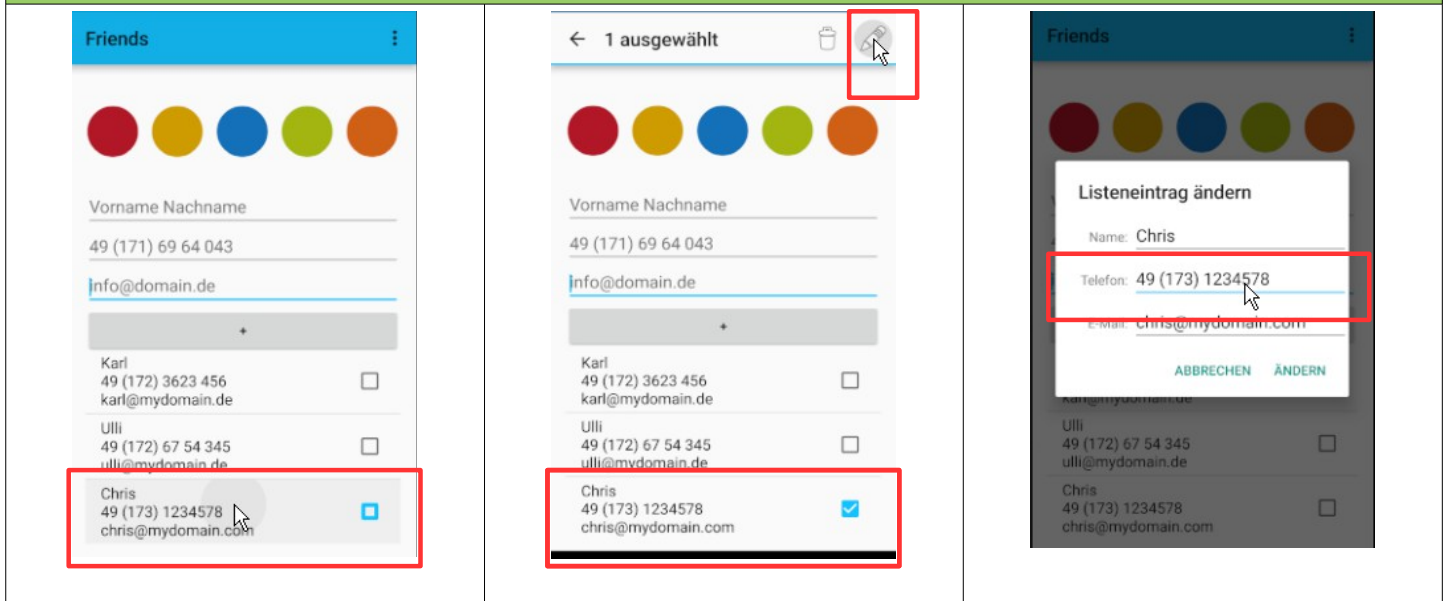 Friends
Vorname Nachname
49 (171) 69 64 043
info@domain.de
+
Karl
49 (172) 3623 456
karl@mydomain.de
Ulli
49 (172) 67 54 345
ulli@mydomain.de
Chris
49 (173) 1234578
chris@mydomain.com
1 ausgewählt
Vorname Nachname
49 (171) 69 64 043
info@domain.de
+
Karl
49 (172) 3623 456
karl@mydomain.de
Ulli
49 (172) 67 54 345
ulli@mydomain.de
Chris
49 (173) 1234578
chris@mydomain.com
Friends
Listeneintrag ändern
Name: Chris
Telefon: 49 (173) 1234578
E-Mail: chris@mydomain.com
ABBRECHEN ÄNDERN
karl@mydomain.de
Ulli
49 (172) 67 54 345
ulli@mydomain.de
Chris
49 (173) 1234578
chris@mydomain.com